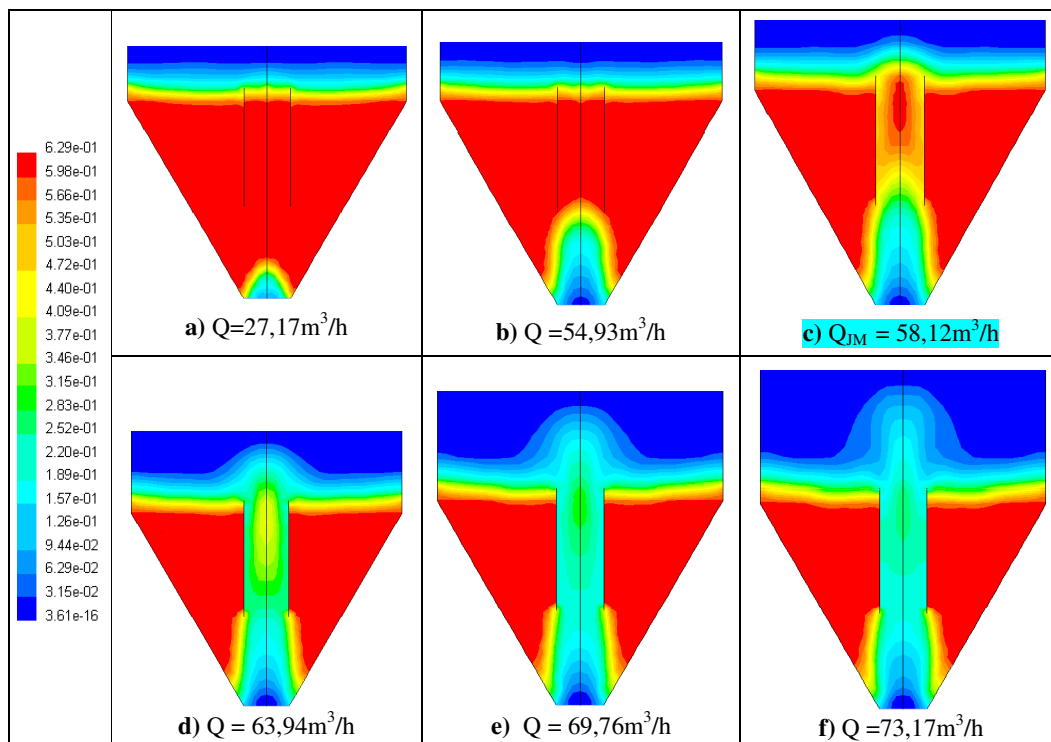 6.29e-01
5.98e-01
5.66e-01
5.35e-01
5.03e-01
4.72e-01
4.40e-01
4.09e-01
3.77e-01
3.46e-01
3.15e-01
2.83e-01
2.52e-01
2.20e-01
1.89e-01
1.57e-01
1.26e-01
9.44e-02
6.29e-02
3.15e-02
3.61e-16
a) Q=27,17m³/h
b) Q =54,93m³/h
c) Q_JM = 58,12m³/h
d) Q = 63,94m³/h
e) Q = 69,76m³/h
f) Q =73,17m³/h